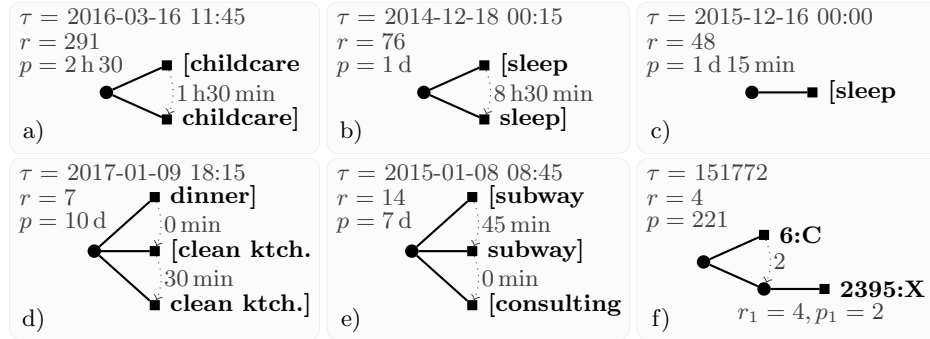 τ = 2016-03-16 11:45
r = 291
p = 2 h 30
[childcare
1 h30 min
childcare]
a)
τ = 2014-12-18 00:15
r = 76
p = 1 d
[sleep
8 h30 min
sleep]
b)
τ = 2015-12-16 00:00
r = 48
p = 1 d 15 min
[sleep
c)
τ = 2017-01-09 18:15
r = 7
p = 10 d
dinner]
0 min
[clean ktch.
30 min
clean ktch.]
d)
τ = 2015-01-08 08:45
r = 14
p = 7 d
[subway
45 min
subway]
0 min
[consulting
e)
τ = 151772
r = 4
p = 221
6:C
2
2395:X
r₁ = 4, p₁ = 2
f)